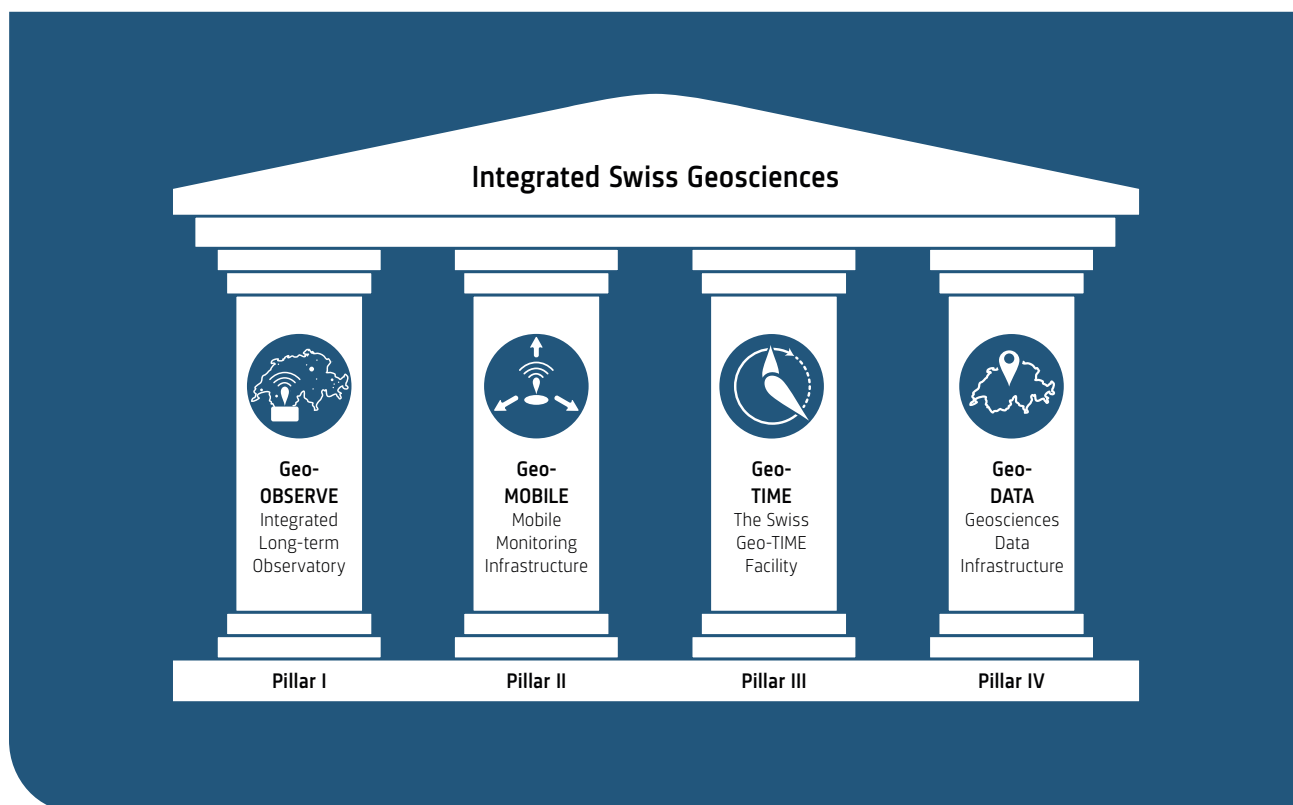 Integrated Swiss Geosciences
Geo-
OBSERVE
Integrated
Long-term
Observatory
Geo-
MOBILE
Mobile
Monitoring
Infrastructure
Geo-
TIME
The Swiss
Geo-TIME
Facility
Geo-
DATA
Geosciences
Data
Infrastructure
Pillar I
Pillar II
Pillar III
Pillar IV